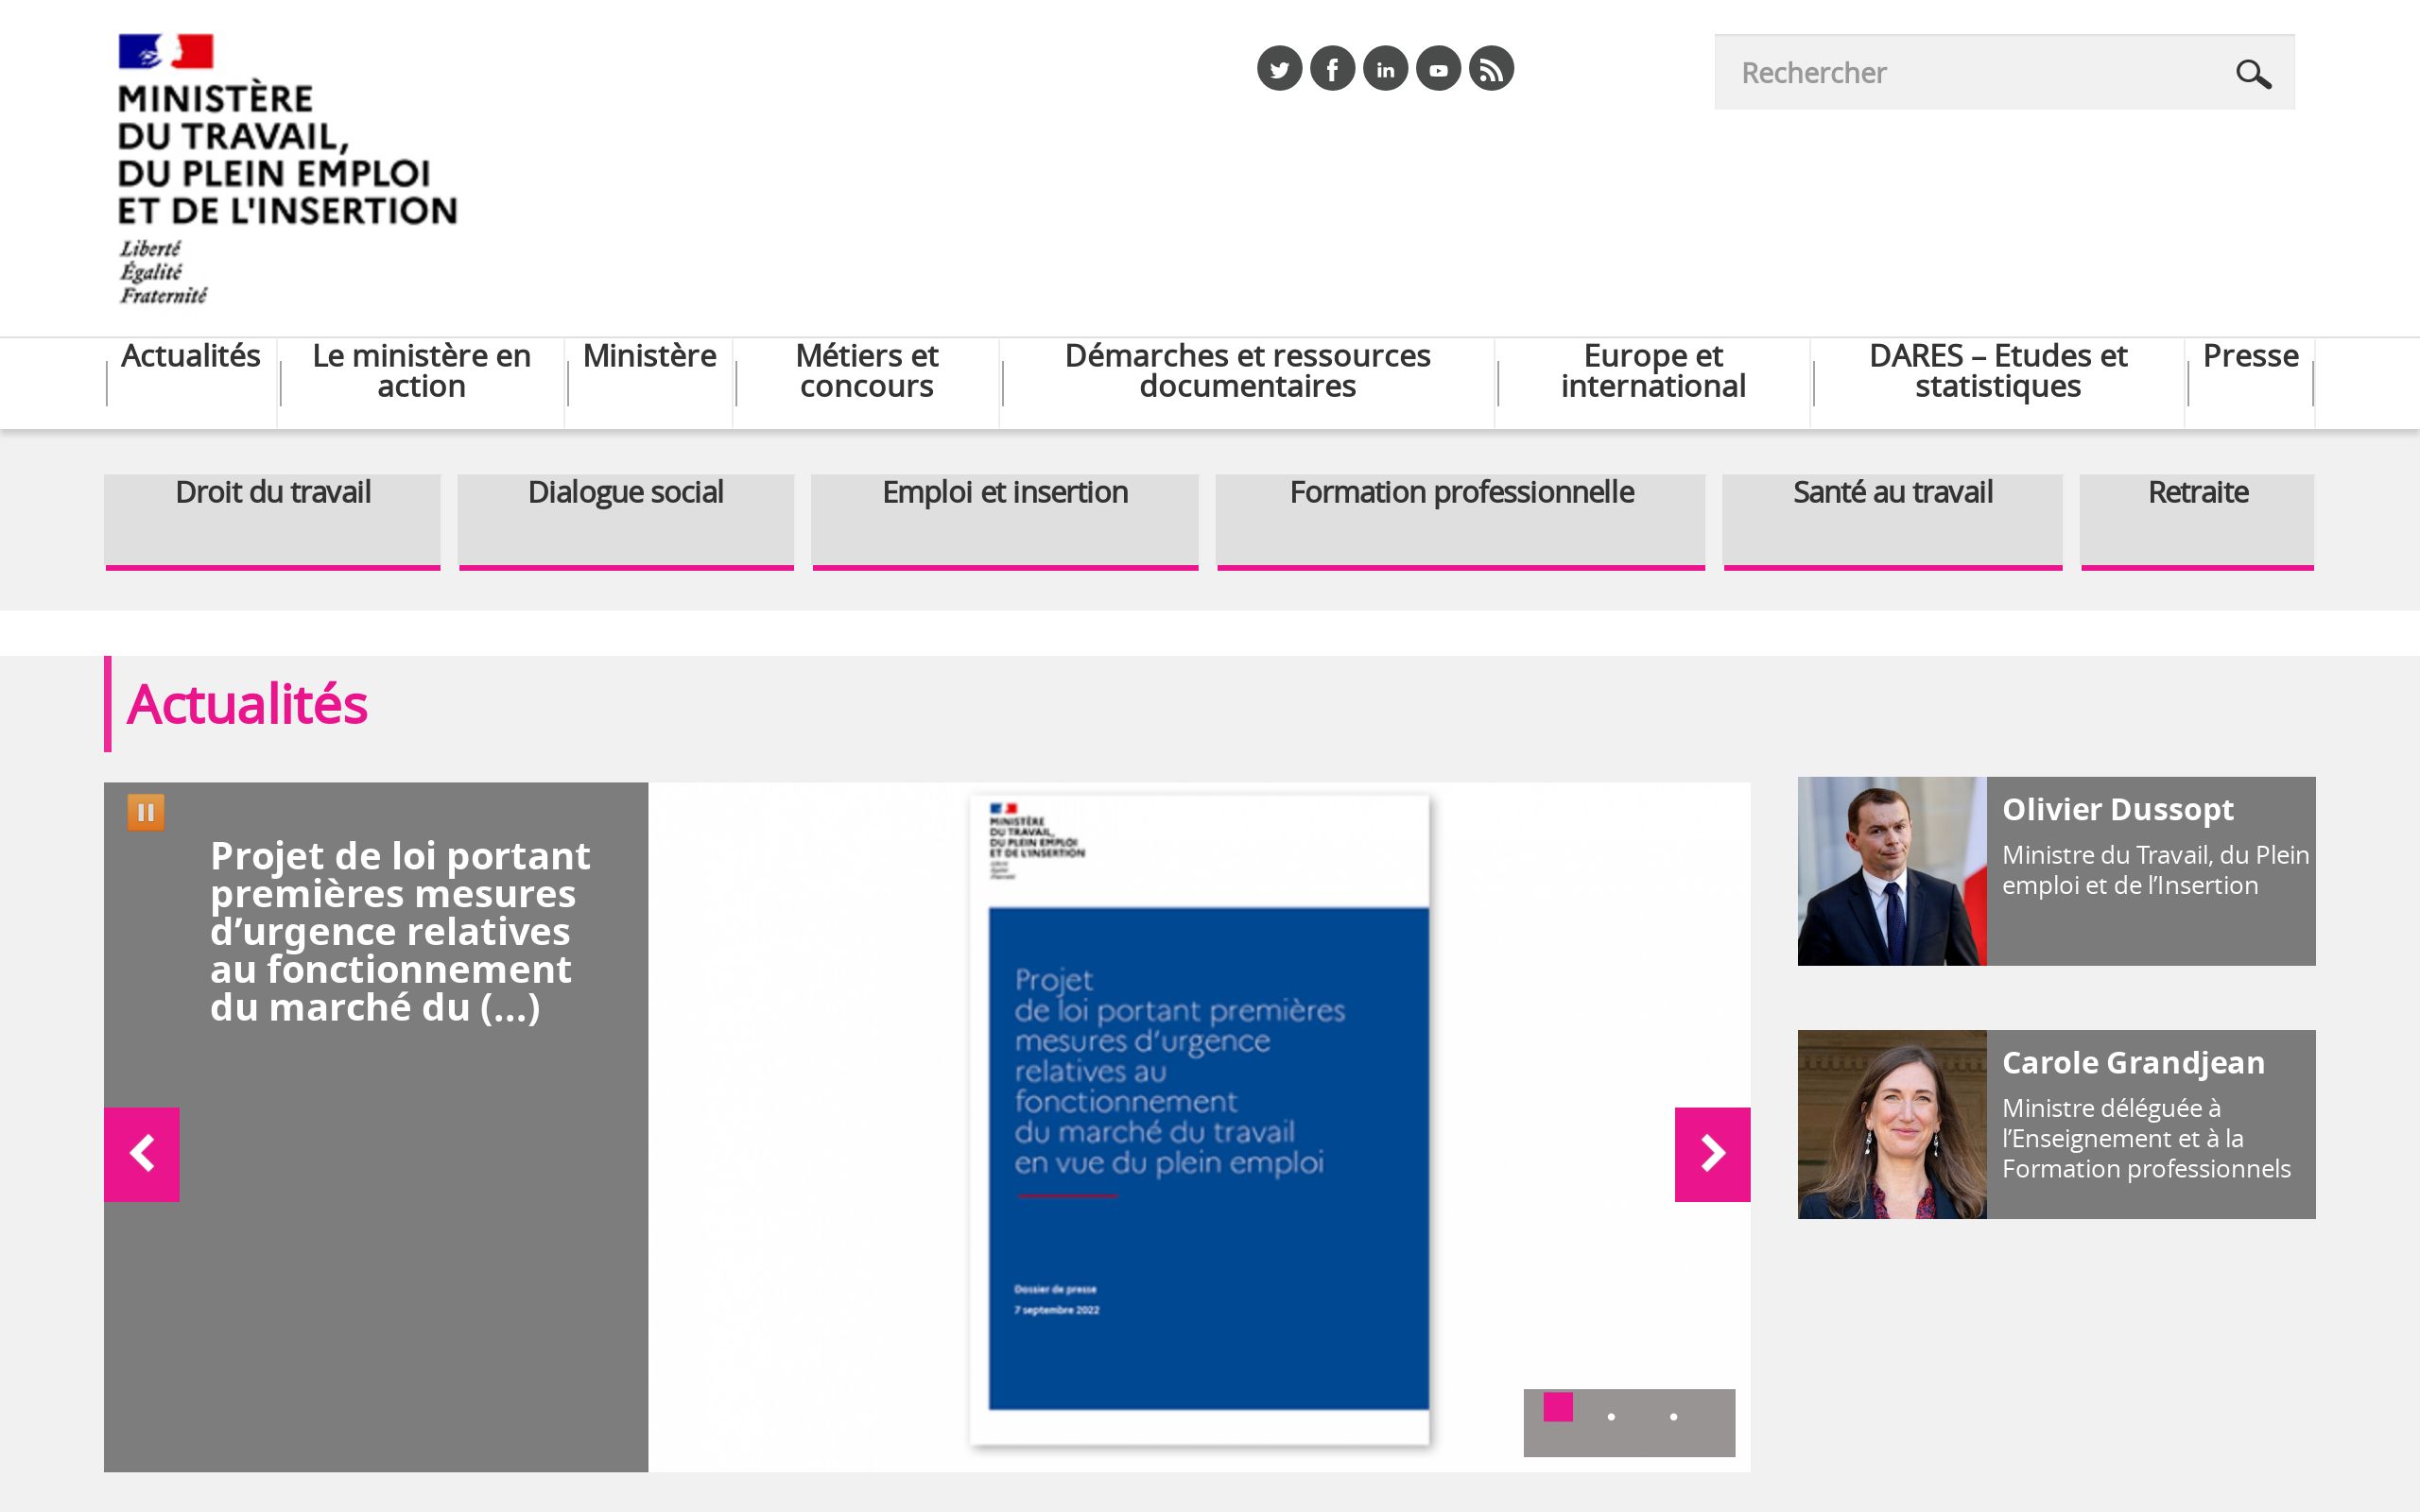 MINISTÈRE
DU TRAVAIL,
DU PLEIN EMPLOI
ET DE L'INSERTION
Liberté
Égalité
Fraternité
Rechercher
Actualités
Le ministère en
action
Ministère
Métiers et
concours
Démarches et ressources
documentaires
Europe et
international
DARES – Etudes et
statistiques
Presse
Droit du travail
Dialogue social
Emploi et insertion
Formation professionnelle
Santé au travail
Retraite
Actualités
Projet de loi portant
premières mesures
d’urgence relatives
au fonctionnement
du marché du (...)
MINISTÈRE
DU TRAVAIL,
DU PLEIN EMPLOI
ET DE L'INSERTION
Liberté
Égalité
Fraternité
Projet
de loi portant premières
mesures d’urgence
relatives au
fonctionnement
du marché du travail
en vue du plein emploi
Dossier de presse
7 septembre 2022
Olivier Dussopt
Ministre du Travail, du Plein
emploi et de l’Insertion
Carole Grandjean
Ministre déléguée à
l’Enseignement et à la
Formation professionnels